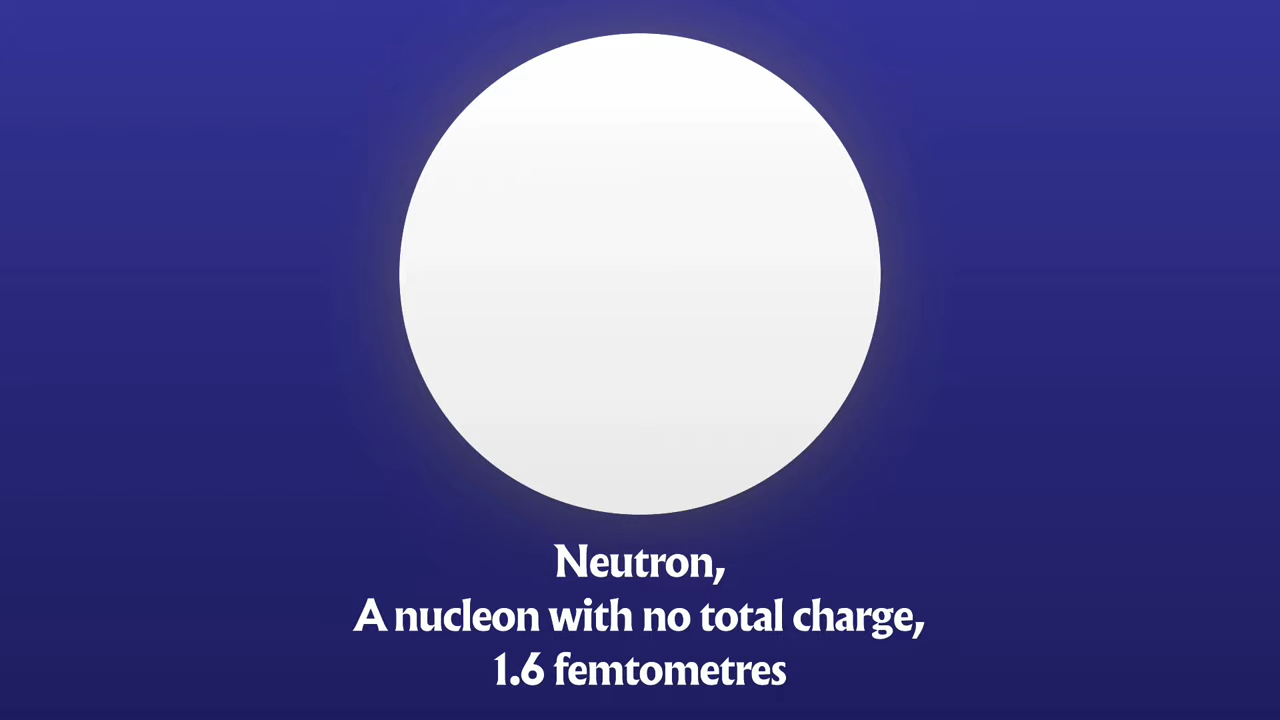 Neutron,
A nucleon with no total charge,
1.6 femtometres